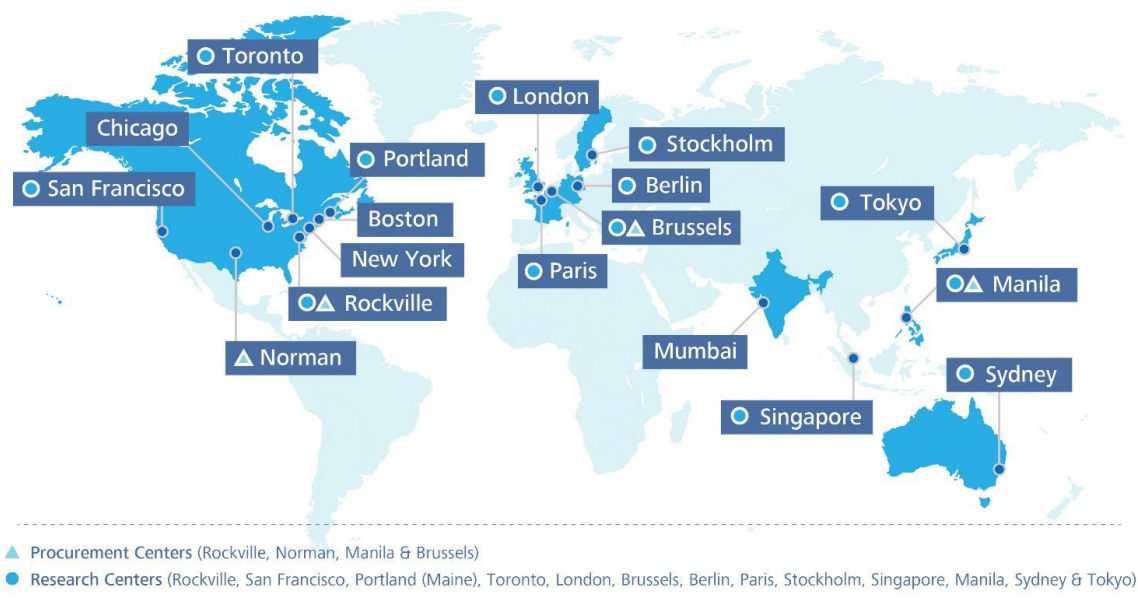 Toronto
London
Chicago
Stockholm
Portland
San Francisco
Berlin
Tokyo
Boston
Brussels
New York
Paris
Manila
Rockville
Mumbai
Norman
Sydney
Singapore
Procurement Centers (Rockville, Norman, Manila & Brussels)
Research Centers (Rockville, San Francisco, Portland (Maine), Toronto, London, Brussels, Berlin, Paris, Stockholm, Singapore, Manila, Sydney & Tokyo)